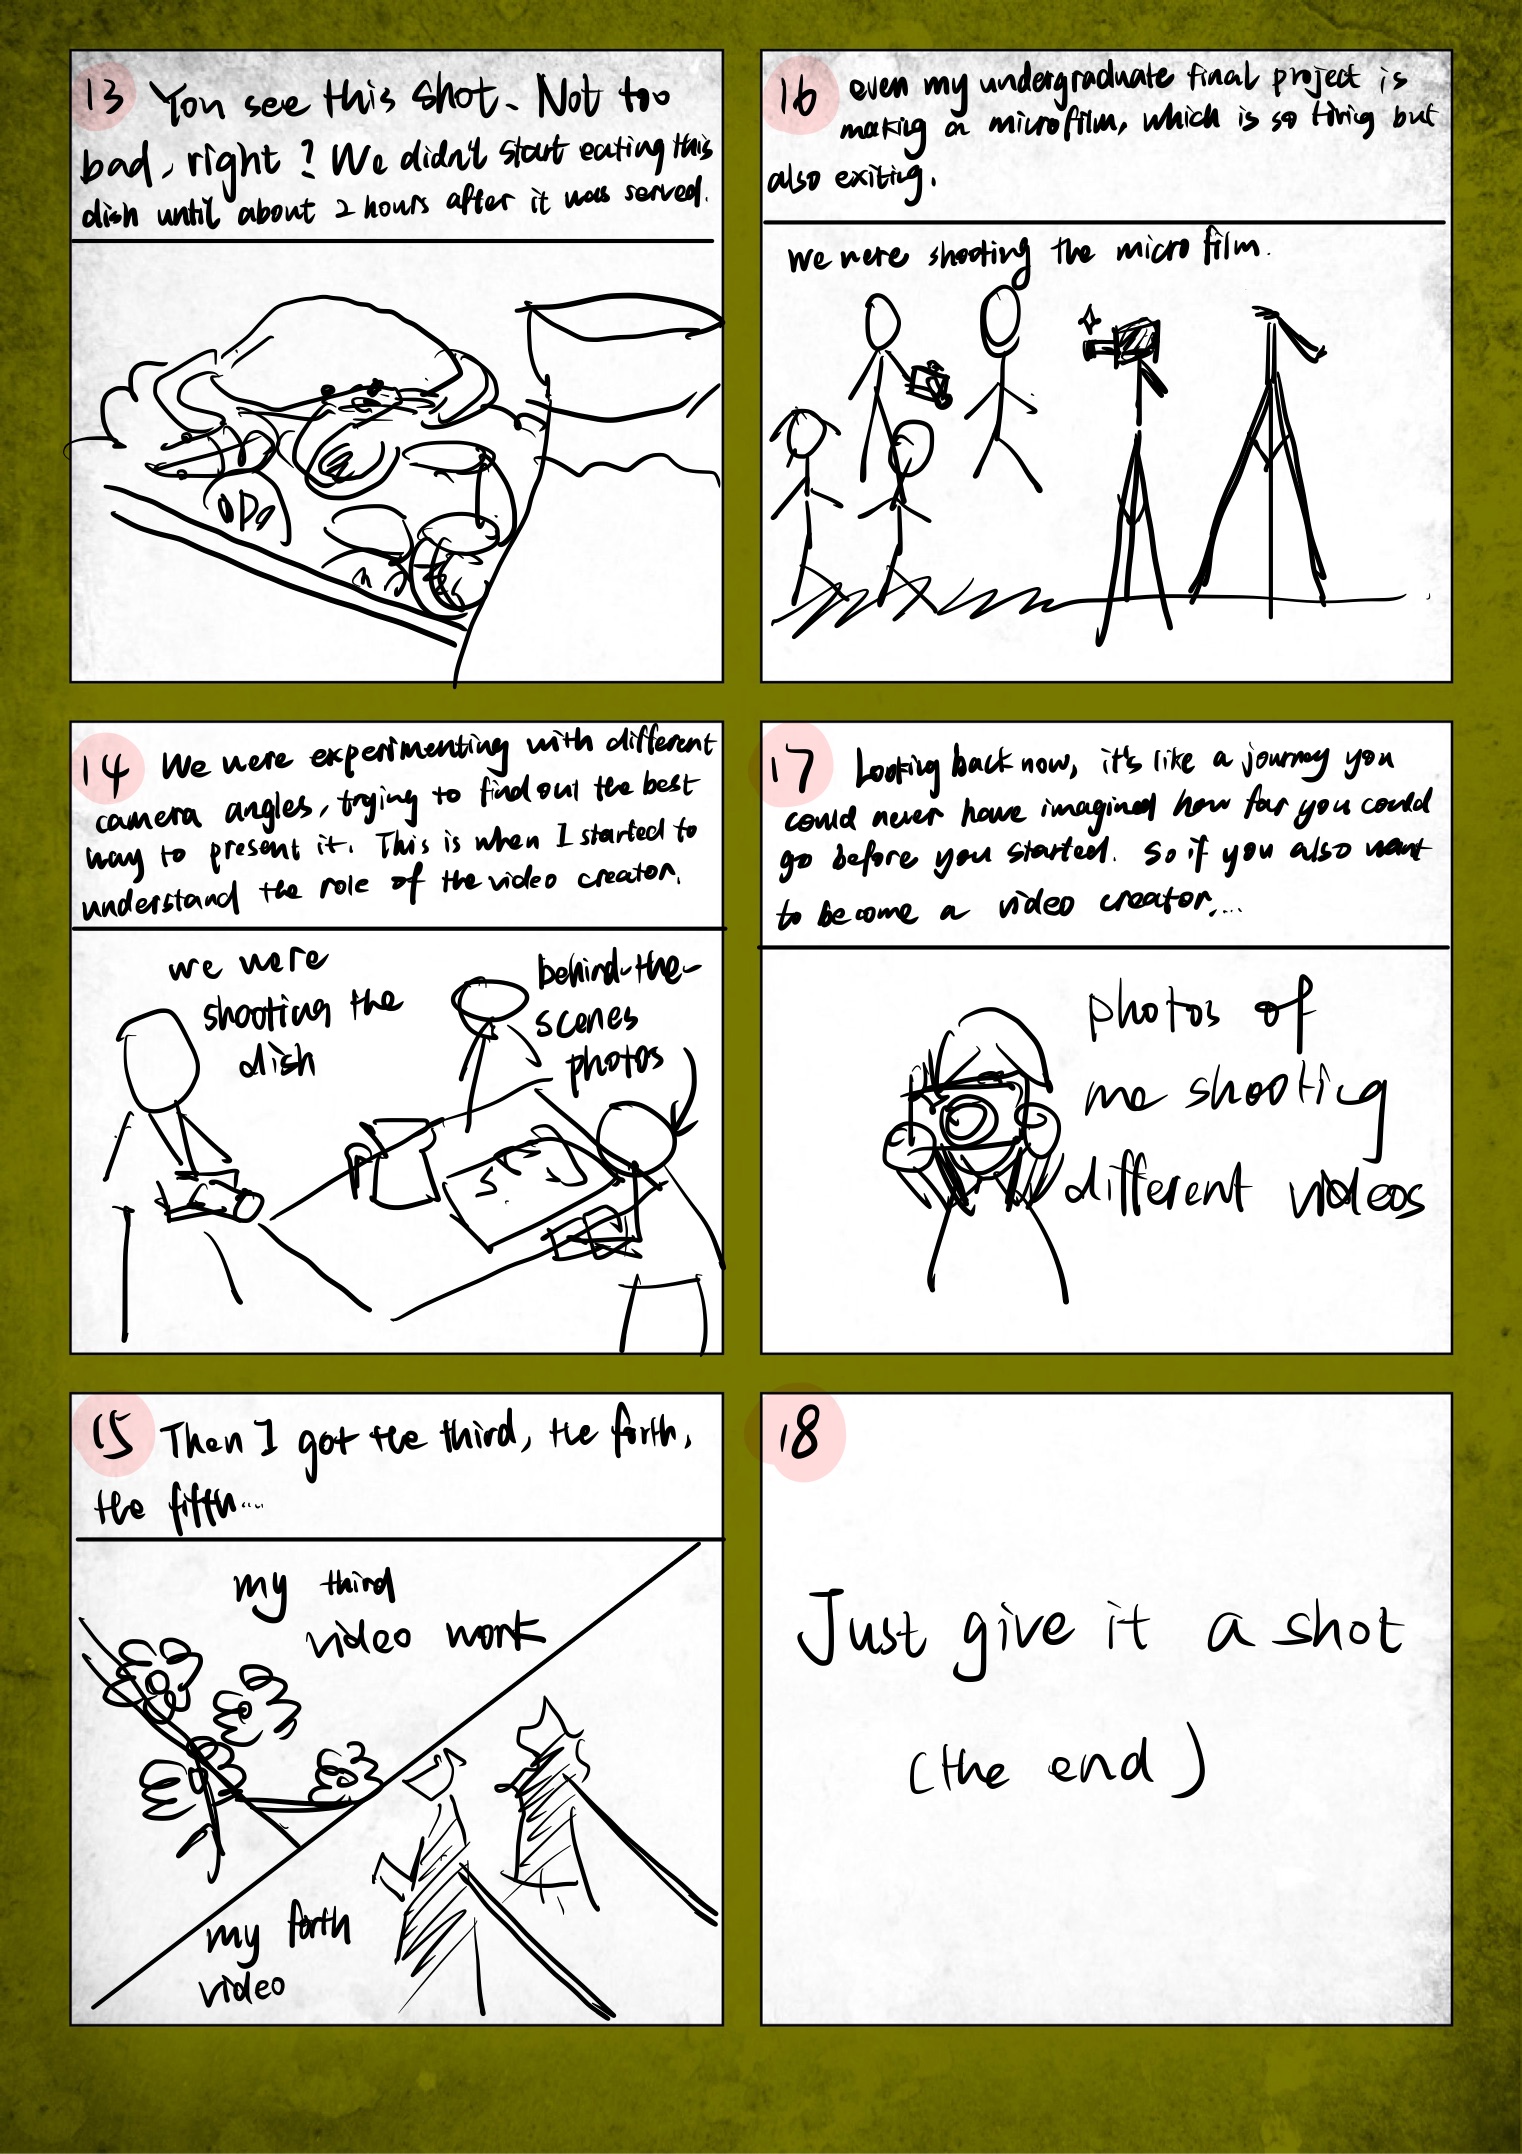 13 You see this shot. Not too
bad, right? We didn't start eating this
dish until about 2 hours after it was served.
14 We were experimenting with different
camera angles, trying to find out the best
way to present it. This is when I started to
understand the role of the video creator.
we were
shooting the
dish
behind-the-
scenes
photos
15 Then I got the third, the forth,
the fifth...
my third
video work
my forth
video
16 even my undergraduate final project is
making a microfilm, which is so tiring but
also exiting.
We were shooting the micro film.
17 Looking back now, it's like a journey you
could never have imagined how far you could
go before you started. So if you also want
to become a video creator,...
photos of
me shooting
different videos
18
Just give it a shot
(the end)